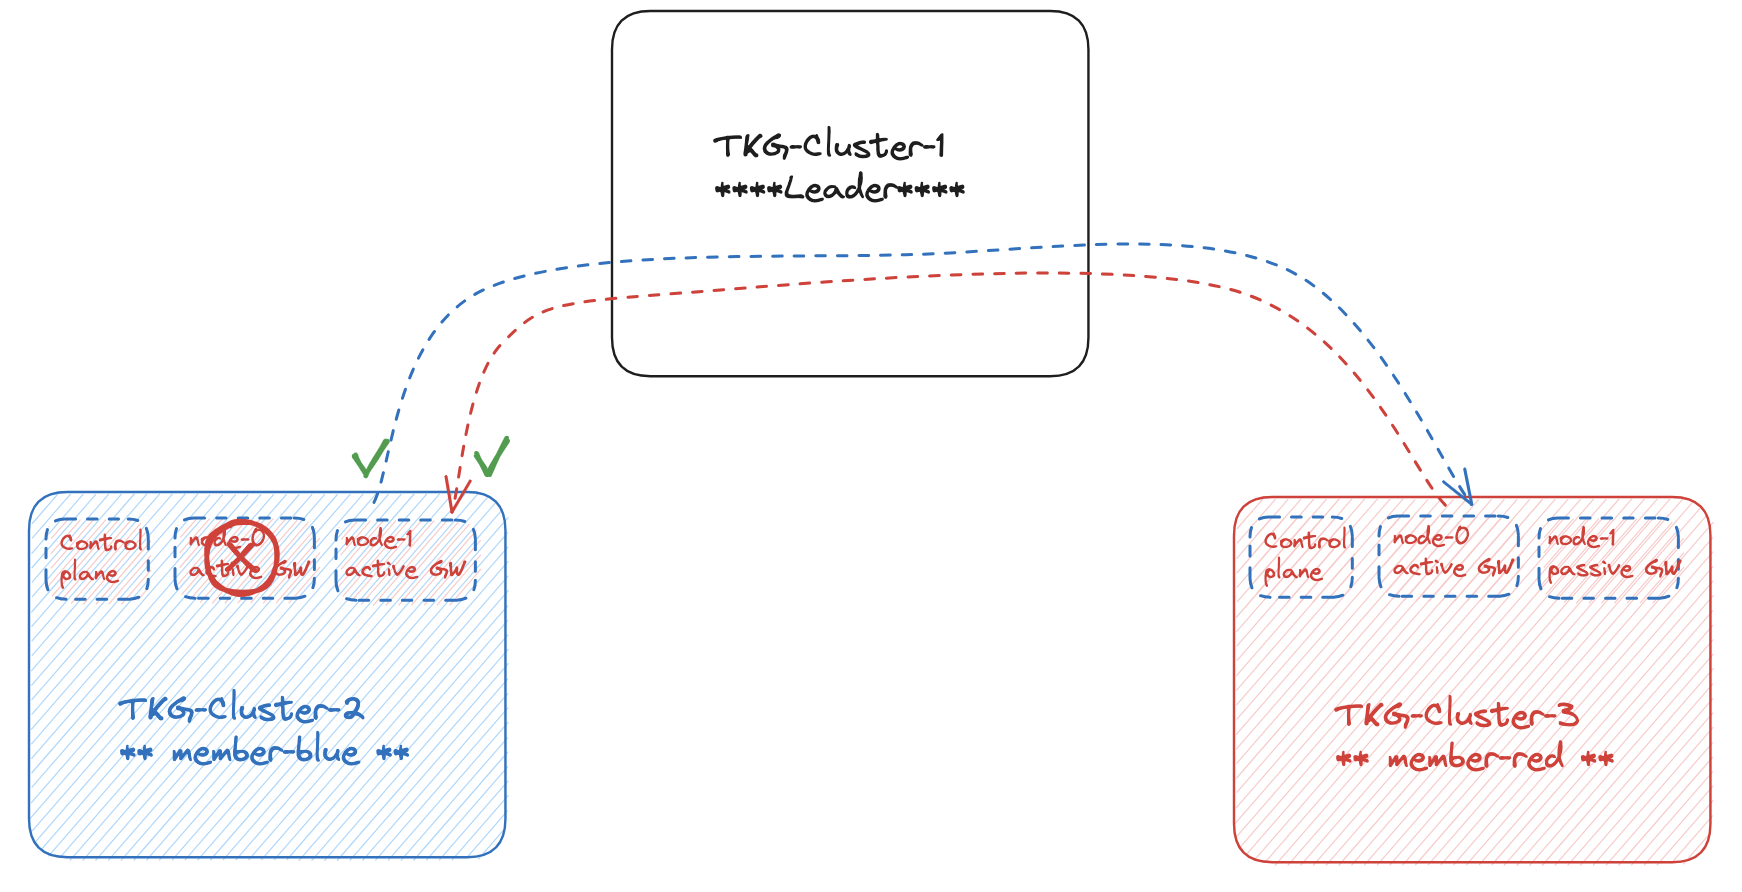 TKG-Cluster-1
****Leader****
Control
plane
node-0
active GW
node-1
active GW
TKG-Cluster-2
** member-blue **
Control
plane
node-0
active GW
node-1
passive GW
TKG-Cluster-3
** member-red **